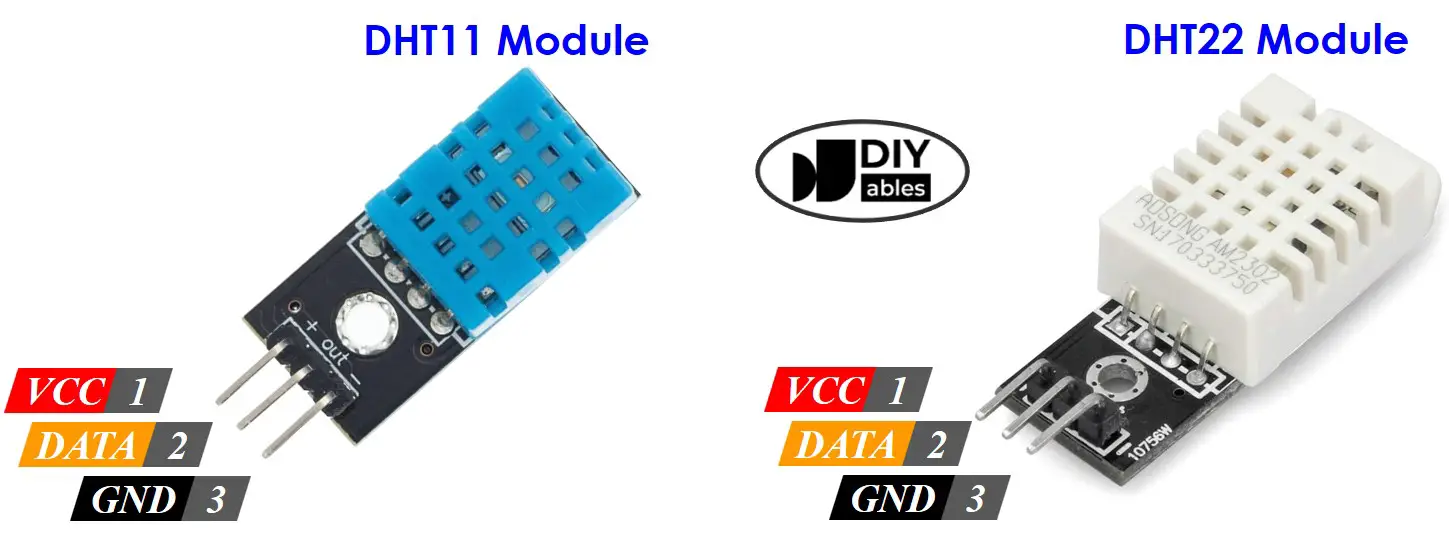 DHT11 Module
+ out -
VCC 1
DATA 2
GND 3
DIY
ables
DHT22 Module
AOSONG AM2302
SN170333750
10756W
VCC 1
DATA 2
GND 3